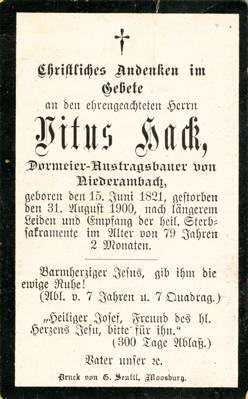 Christliches Andenken im
Gebete
an den ehrengeachteten Herrn
Vitus Hack,
Dormeier-Austragsbauer von
Niederambach,
geboren den 15. Juni 1821, gestorben
den 31. August 1900, nach längerem
Leiden und Empfang der heil. Sterb-
sakramente im Alter von 79 Jahren
2 Monaten.
Barmherziger Jesus, gib ihm die
ewige Ruhe!
(Abl. v. 7 Jahren u. 7 Quadrag.)
„Heiliger Josef, Freund des hl.
Herzens Jesu, bitte für ihn.“
(300 Tage Ablaß.)
Vater unser ꝛc.
Druck von G. Sentil, Moosburg.